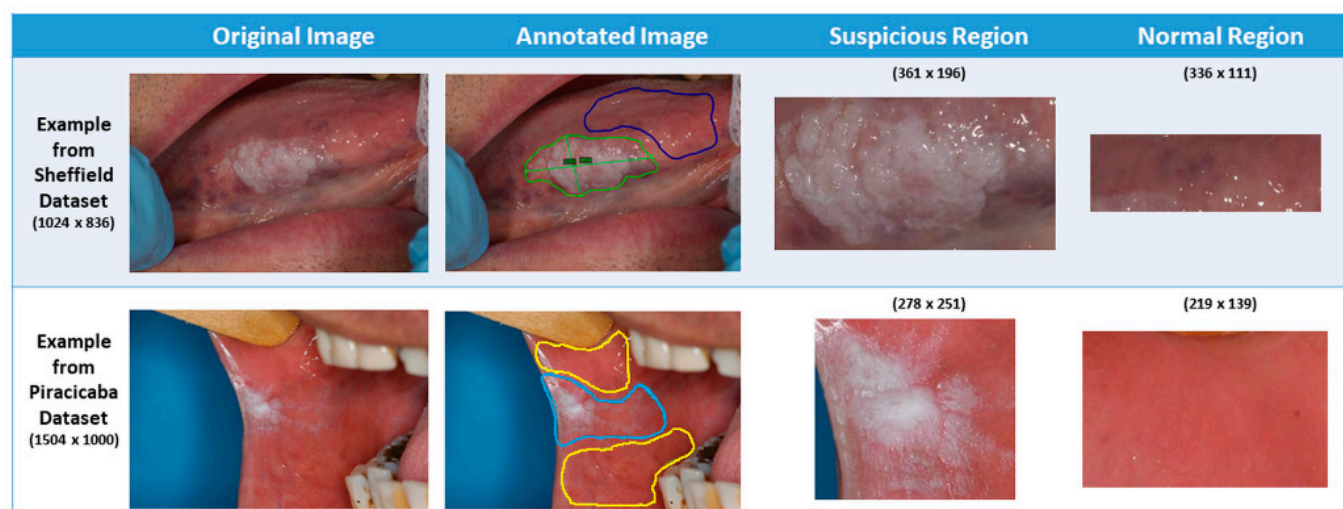 Original Image
Annotated Image
Suspicious Region
Normal Region
Example
from
Sheffield
Dataset
(1024 x 836)
(361 x 196)
(336 x 111)
Example
from
Piracicaba
Dataset
(1504 x 1000)
(278 x 251)
(219 x 139)